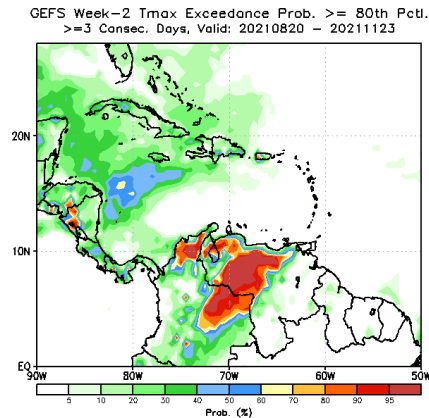 GEFS Week-2 Tmax Exceedance Prob. >= 80th Pctl.
>=3 Consec. Days, Valid: 20210820 - 20211123
20N
10N
EQ
90W 80W 70W 60W 50W
5 10 20 30 40 50 60 70 80 90 95
Prob. (%)